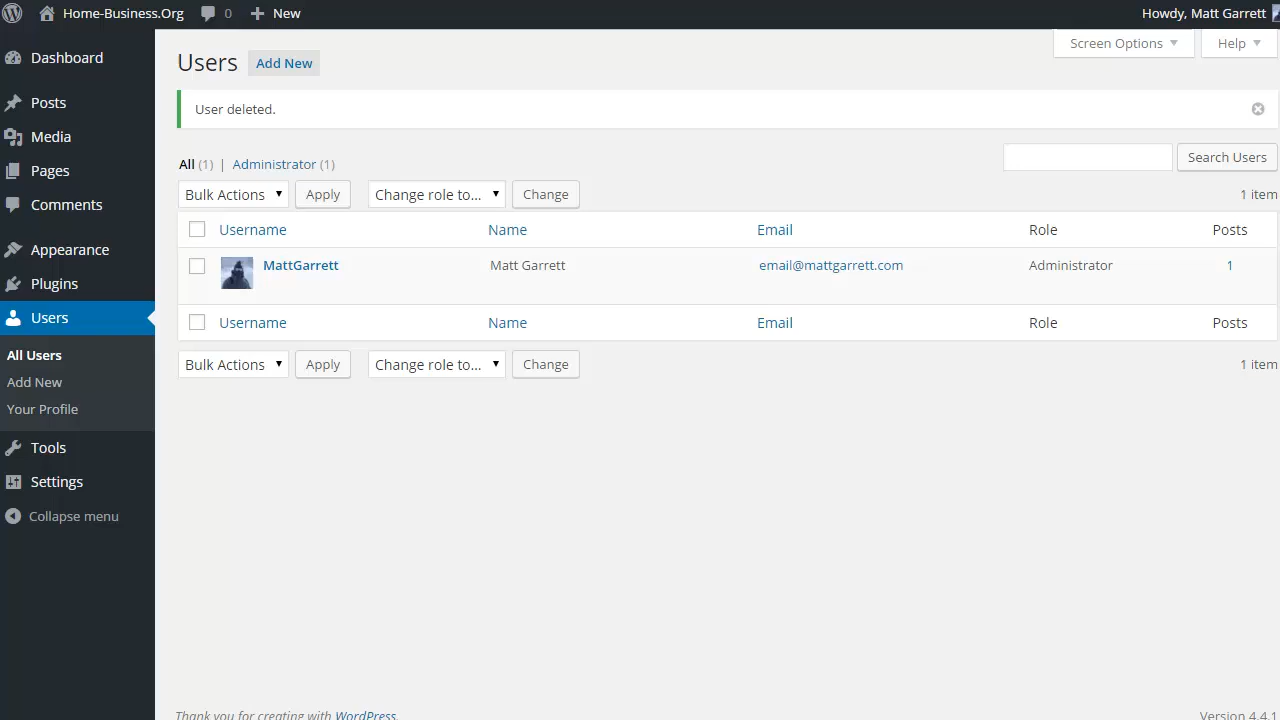 Home-Business.Org 0 New Howdy, Matt Garrett
Screen Options Help
Dashboard
Posts
Media
Pages
Comments
Appearance
Plugins
Users
All Users
Add New
Your Profile
Tools
Settings
Collapse menu
Users Add New
User deleted.
All (1) | Administrator (1)
Search Users
Bulk Actions Apply Change role to... Change 1 item
Username Name Email Role Posts
MattGarrett Matt Garrett email@mattgarrett.com Administrator 1
Username Name Email Role Posts
Bulk Actions Apply Change role to... Change 1 item
Thank you for creating with WordPress. Version 4.4.1